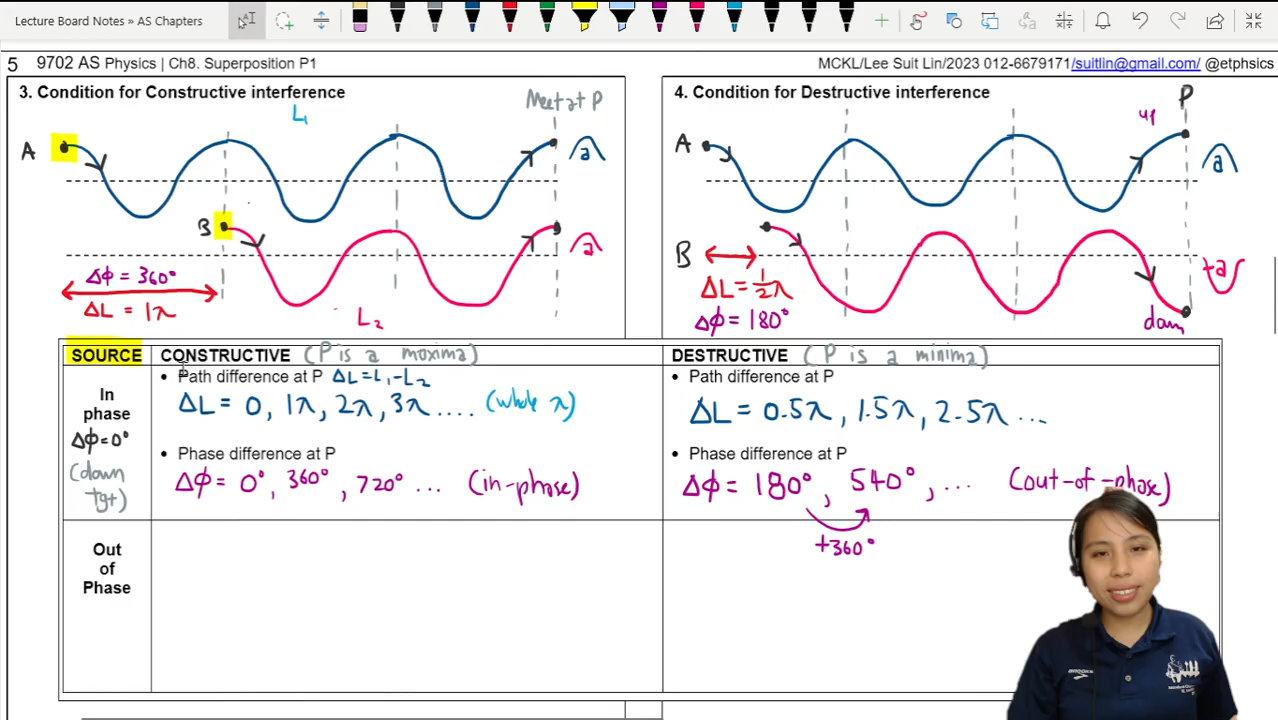 Lecture Board Notes » AS Chapters
5 9702 AS Physics | Ch8. Superposition P1
MCKL/Lee Suit Lin/2023 012-6679171/suitlin@gmail.com/ @etphsics
3. Condition for Constructive interference
L₁
Meet at P
A
a
B
a
Δϕ = 360°
ΔL = 1λ
L₂
4. Condition for Destructive interference
P
up
A
a
B
ΔL = ½λ
-a
Δϕ = 180°
down
SOURCE
CONSTRUCTIVE (P is a maxima)
DESTRUCTIVE (P is a minima)
In
phase
Δϕ=0°
(down
tgt)
• Path difference at P ΔL=L₁-L₂
ΔL = 0, 1λ, 2λ, 3λ .... (whole λ)
• Phase difference at P
Δϕ = 0°, 360°, 720° ... (in-phase)
• Path difference at P
ΔL = 0.5λ, 1.5λ, 2.5λ ...
• Phase difference at P
Δϕ = 180°, 540°, ... (out-of-phase)
+360°
Out
of
Phase